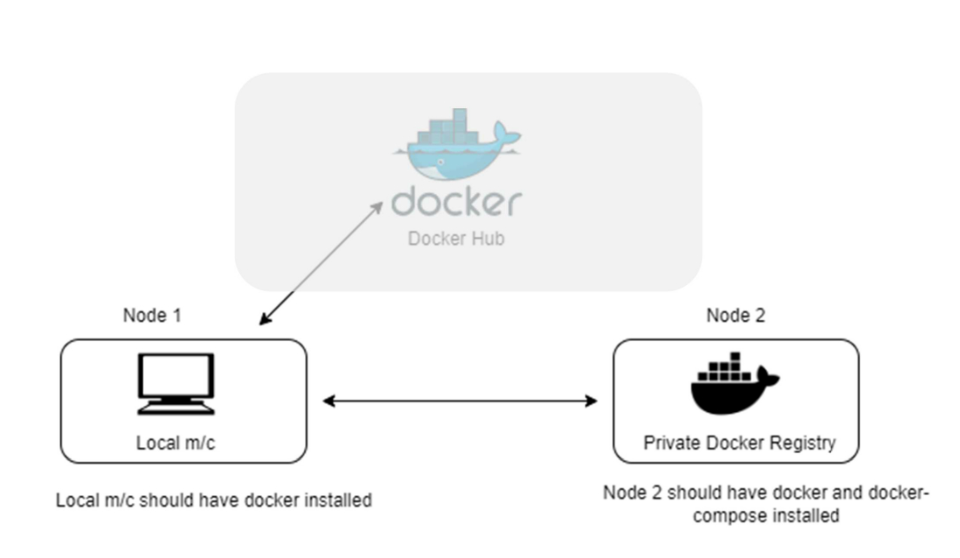 docker
Docker Hub
Node 1
Node 2
Local m/c
Private Docker Registry
Local m/c should have docker installed
Node 2 should have docker and docker-
compose installed